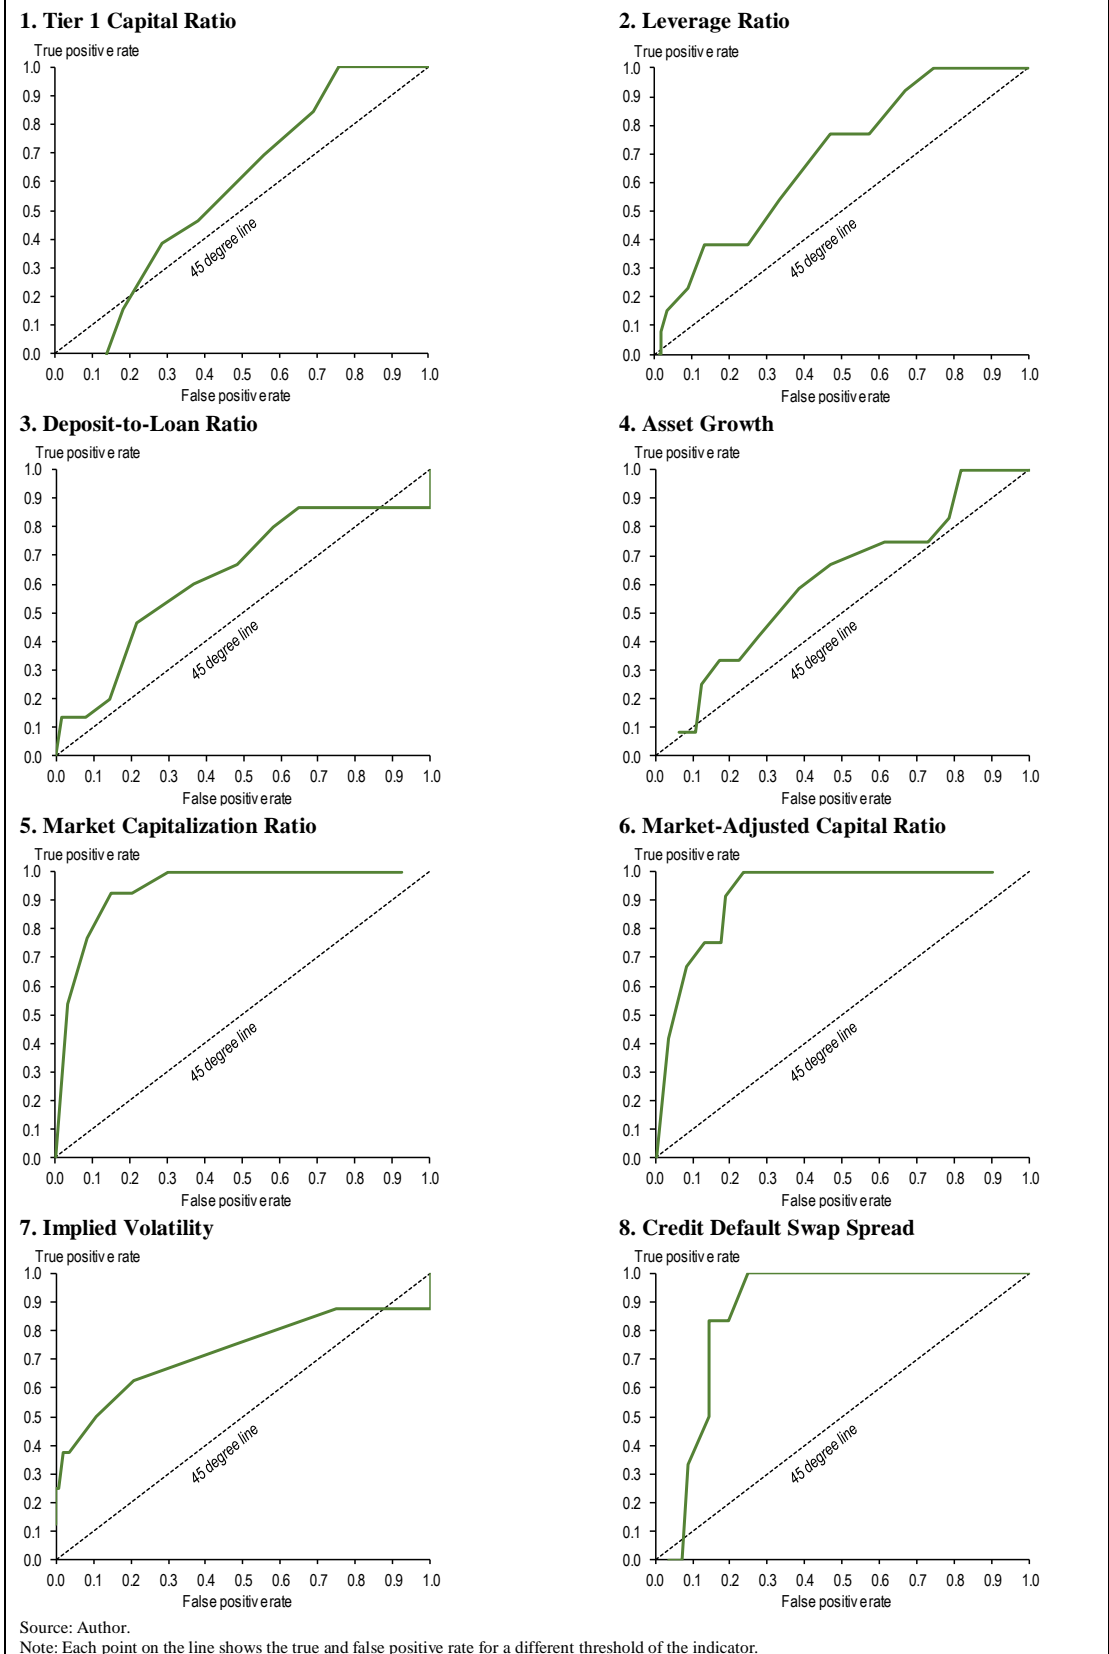 1. Tier 1 Capital Ratio
True positive rate
1.0
0.9
0.8
0.7
0.6
0.5
0.4
0.3
0.2
0.1
0.0
45 degree line
0.0 0.1 0.2 0.3 0.4 0.5 0.6 0.7 0.8 0.9 1.0
False positive rate
2. Leverage Ratio
True positive rate
1.0
0.9
0.8
0.7
0.6
0.5
0.4
0.3
0.2
0.1
0.0
45 degree line
0.0 0.1 0.2 0.3 0.4 0.5 0.6 0.7 0.8 0.9 1.0
False positive rate
3. Deposit-to-Loan Ratio
True positive rate
1.0
0.9
0.8
0.7
0.6
0.5
0.4
0.3
0.2
0.1
0.0
45 degree line
0.0 0.1 0.2 0.3 0.4 0.5 0.6 0.7 0.8 0.9 1.0
False positive rate
4. Asset Growth
True positive rate
1.0
0.9
0.8
0.7
0.6
0.5
0.4
0.3
0.2
0.1
0.0
45 degree line
0.0 0.1 0.2 0.3 0.4 0.5 0.6 0.7 0.8 0.9 1.0
False positive rate
5. Market Capitalization Ratio
True positive rate
1.0
0.9
0.8
0.7
0.6
0.5
0.4
0.3
0.2
0.1
0.0
45 degree line
0.0 0.1 0.2 0.3 0.4 0.5 0.6 0.7 0.8 0.9 1.0
False positive rate
6. Market-Adjusted Capital Ratio
True positive rate
1.0
0.9
0.8
0.7
0.6
0.5
0.4
0.3
0.2
0.1
0.0
45 degree line
0.0 0.1 0.2 0.3 0.4 0.5 0.6 0.7 0.8 0.9 1.0
False positive rate
7. Implied Volatility
True positive rate
1.0
0.9
0.8
0.7
0.6
0.5
0.4
0.3
0.2
0.1
0.0
45 degree line
0.0 0.1 0.2 0.3 0.4 0.5 0.6 0.7 0.8 0.9 1.0
False positive rate
8. Credit Default Swap Spread
True positive rate
1.0
0.9
0.8
0.7
0.6
0.5
0.4
0.3
0.2
0.1
0.0
45 degree line
0.0 0.1 0.2 0.3 0.4 0.5 0.6 0.7 0.8 0.9 1.0
False positive rate
Source: Author.
Note: Each point on the line shows the true and false positive rate for a different threshold of the indicator.